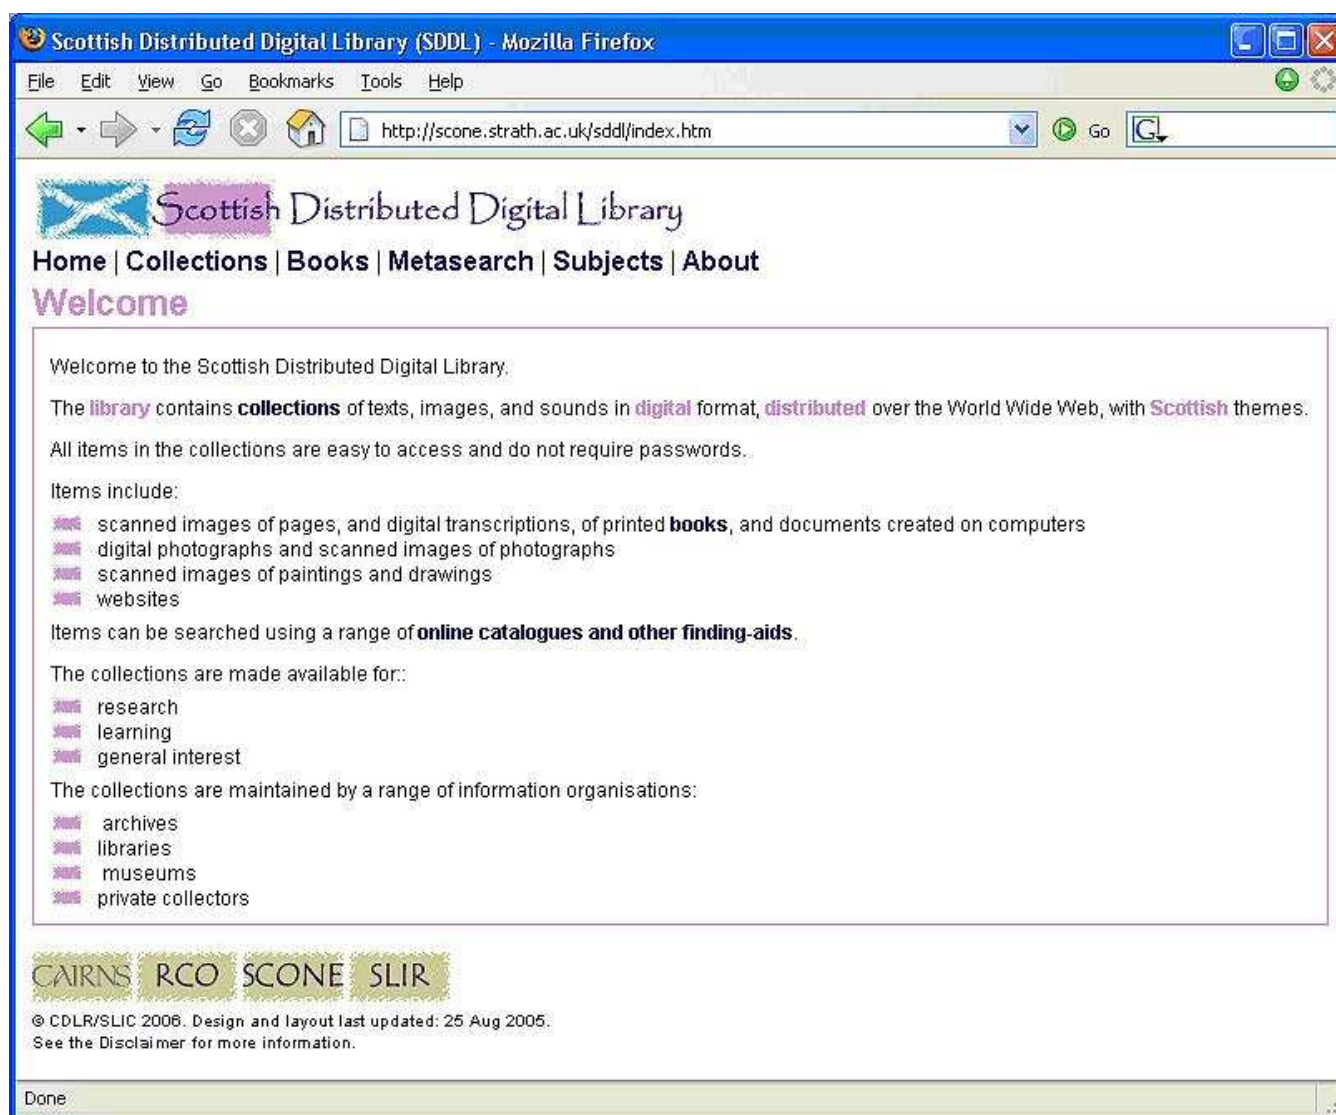 Scottish Distributed Digital Library (SDDL) - Mozilla Firefox
File Edit View Go Bookmarks Tools Help
http://scone.strath.ac.uk/sddl/index.htm Go G
Scottish Distributed Digital Library
Home | Collections | Books | Metasearch | Subjects | About
Welcome
Welcome to the Scottish Distributed Digital Library.
The library contains collections of texts, images, and sounds in digital format, distributed over the World Wide Web, with Scottish themes.
All items in the collections are easy to access and do not require passwords.
Items include:
scanned images of pages, and digital transcriptions, of printed books, and documents created on computers
digital photographs and scanned images of photographs
scanned images of paintings and drawings
websites
Items can be searched using a range of online catalogues and other finding-aids.
The collections are made available for::
research
learning
general interest
The collections are maintained by a range of information organisations:
archives
libraries
museums
private collectors
CAIRNS RCO SCONE SLIR
© CDLR/SLIC 2006. Design and layout last updated: 25 Aug 2005.
See the Disclaimer for more information.
Done